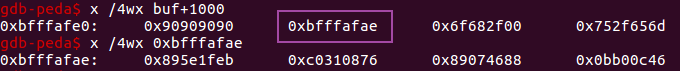 gdb-peda$ x /4wx buf+1000
0xbfffafe0: 0x90909090 0xbfffafae 0x6f682f00 0x752f656d
gdb-peda$ x /4wx 0xbfffafae
0xbfffafae: 0x895e1feb 0xc0310876 0x89074688 0x0bb00c46